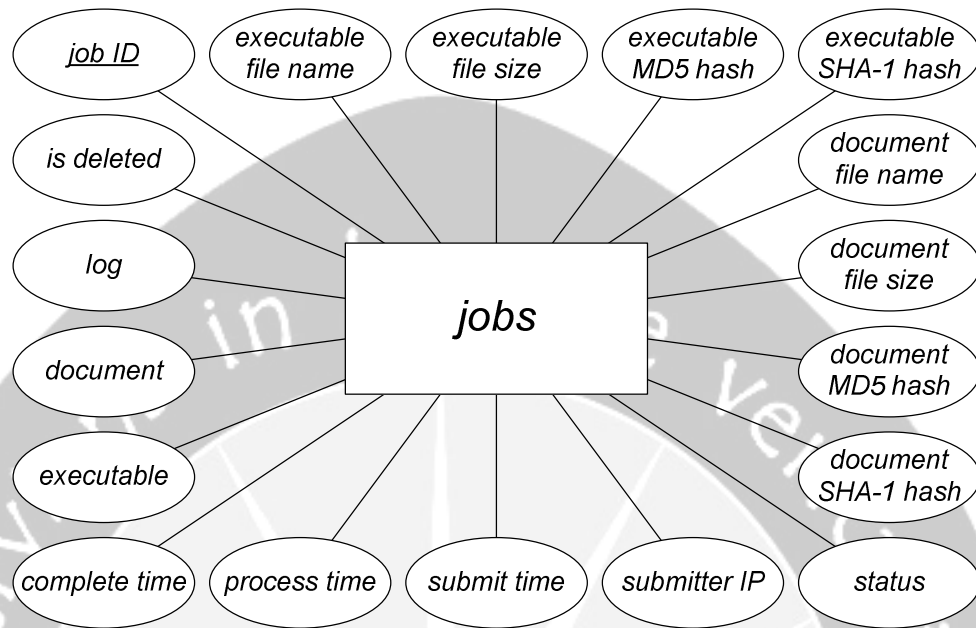 job ID
executable
file name
executable
file size
executable
MD5 hash
executable
SHA-1 hash
is deleted
document
file name
log
document
file size
jobs
in
document
document
MD5 hash
executable
document
SHA-1 hash
complete time
process time
submit time
submitter IP
status